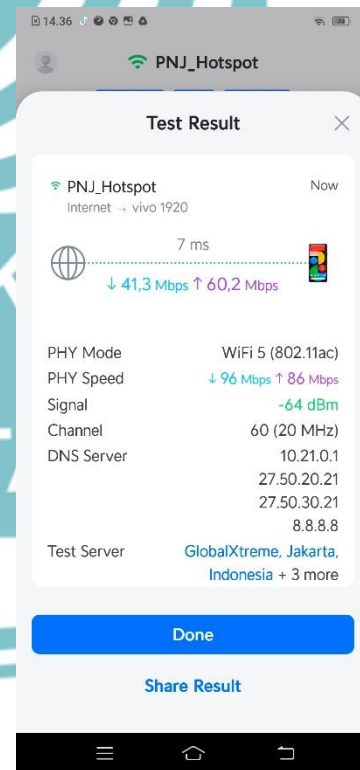 14.36
PNJ_Hotspot
Test Result
PNJ_Hotspot Now
Internet → vivo 1920
7 ms
↓ 41,3 Mbps ↑ 60,2 Mbps
PHY Mode WiFi 5 (802.11ac)
PHY Speed ↓ 96 Mbps ↑ 86 Mbps
Signal -64 dBm
Channel 60 (20 MHz)
DNS Server 10.21.0.1
27.50.20.21
27.50.30.21
8.8.8.8
Test Server GlobalXtreme, Jakarta,
Indonesia + 3 more
Done
Share Result